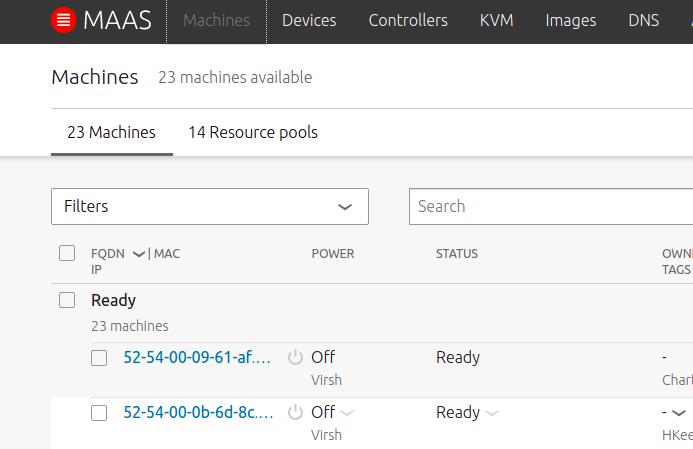 MAAS Machines Devices Controllers KVM Images DNS
Machines 23 machines available
23 Machines 14 Resource pools
Filters Search
FQDN | MAC POWER STATUS OWN
IP TAGS
Ready
23 machines
52-54-00-09-61-af.... Off Ready -
Virsh Chart
52-54-00-0b-6d-8c.... Off Ready -
Virsh HKee